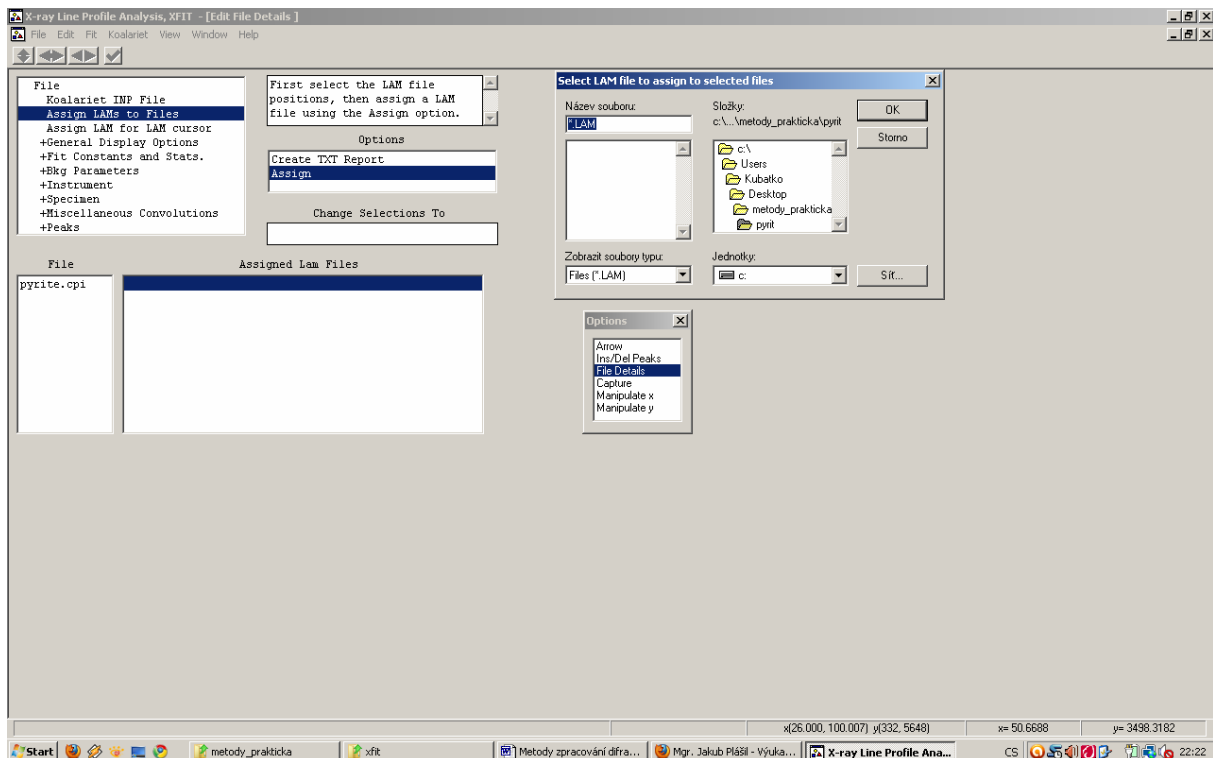 X-ray Line Profile Analysis, XFIT - [Edit File Details ]
File Edit Fit Koalariet View Window Help
File
Koalariet INP File
Assign LAMs to Files
Assign LAM for LAM cursor
+General Display Options
+Fit Constants and Stats.
+Bkg Parameters
+Instrument
+Specimen
+Miscellaneous Convolutions
+Peaks
First select the LAM file
positions, then assign a LAM
file using the Assign option.
Options
Create TXT Report
Assign
Change Selections To
File
Assigned Lam Files
pyrite.cpi
Select LAM file to assign to selected files
Název souboru:
*.LAM
Složky:
c:\...\metody_prakticka\pyrit
OK
Storno
c:\
Users
Kubatko
Desktop
metody_prakticka
pyrit
Zobrazit soubory typu:
Files (*.LAM)
Jednotky:
c:
Síť...
Options
Arrow
Ins/Del Peaks
File Details
Capture
Manipulate x
Manipulate y
x(26.000, 100.007) y(332, 5648)
x= 50.6688
y= 3498.3182
Start
metody_prakticka
xfit
Metody zpracování difra...
Mgr. Jakub Plášil - Výuka...
X-ray Line Profile Ana...
CS
22:22